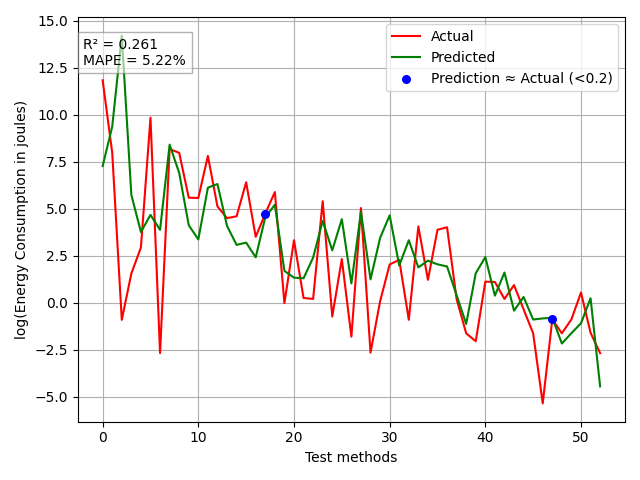 R² = 0.261
MAPE = 5.22%
Actual
Predicted
Prediction ≈ Actual (<0.2)
log(Energy Consumption in joules)
15.0
12.5
10.0
7.5
5.0
2.5
0.0
−2.5
−5.0
0 10 20 30 40 50
Test methods